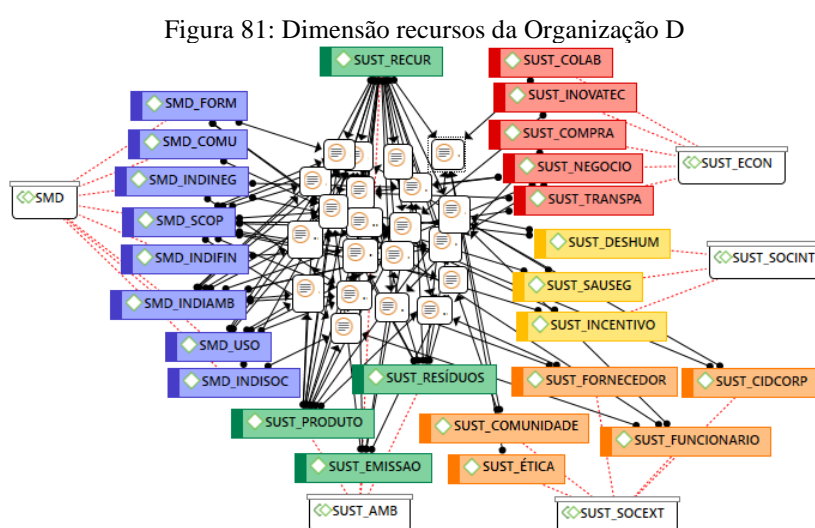 Figura 81: Dimensão recursos da Organização D
SUST_RECUR
SUST_COLAB
SUST_INOVATEC
SMD_FORM
SUST_COMPRA
SMD_COMU
SUST_NEGOCIO
SUST_ECON
SMD_INDINEG
SMD
SUST_TRANSPA
SMD_SCOP
SUST_DESHUM
SMD_INDIFIN
SUST_SOCINT
SUST_SAUSEG
SMD_INDIAMB
SUST_INCENTIVO
SMD_USO
SMD_INDISOC
SUST_RESÍDUOS
SUST_FORNECEDOR
SUST_CIDCORP
SUST_PRODUTO
SUST_COMUNIDADE
SUST_FUNCIONARIO
SUST_EMISSAO
SUST_ÉTICA
SUST_AMB
SUST_SOCEXT